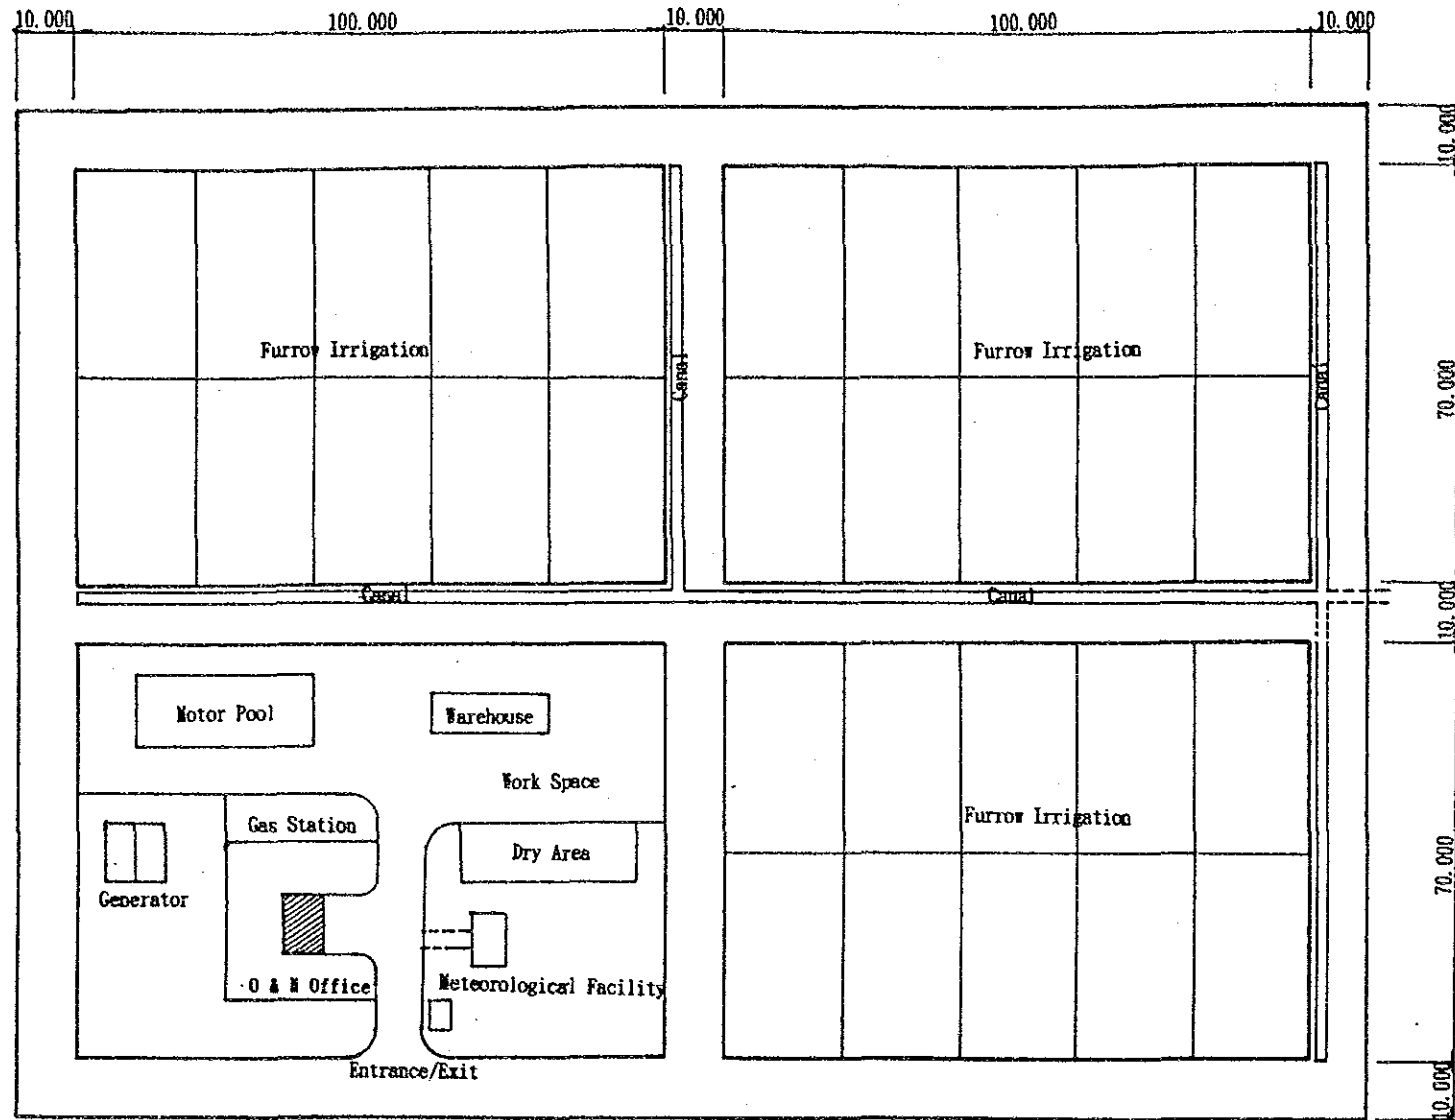 10.000 100.000 10.000 100.000 10.000
10.000
Furrow Irrigation Furrow Irrigation
Canal
Canal
70.000
Canal Canal
10.000
Motor Pool Warehouse
Work Space
Gas Station Furrow Irrigation
Dry Area
Generator
70.000
O & M Office Meteorological Facility
Entrance/Exit
10.000